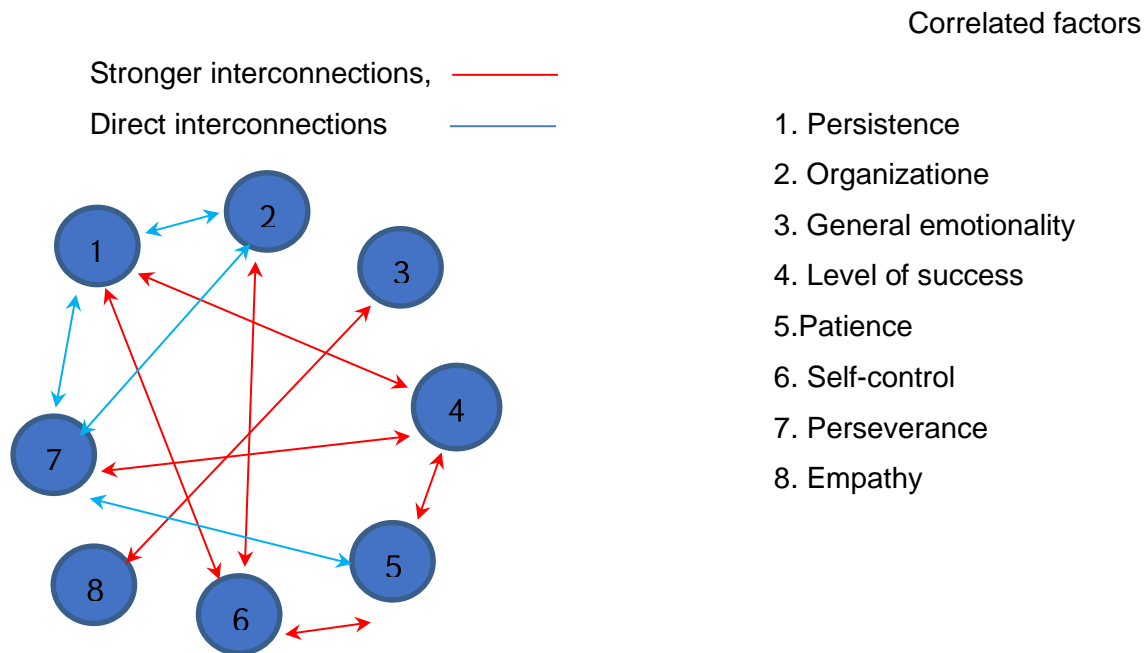 Correlated factors
Stronger interconnections,
Direct interconnections
1. Persistence
2. Organizatione
3. General emotionality
4. Level of success
5.Patience
6. Self-control
7. Perseverance
8. Empathy
2
1
3
4
7
5
8
6